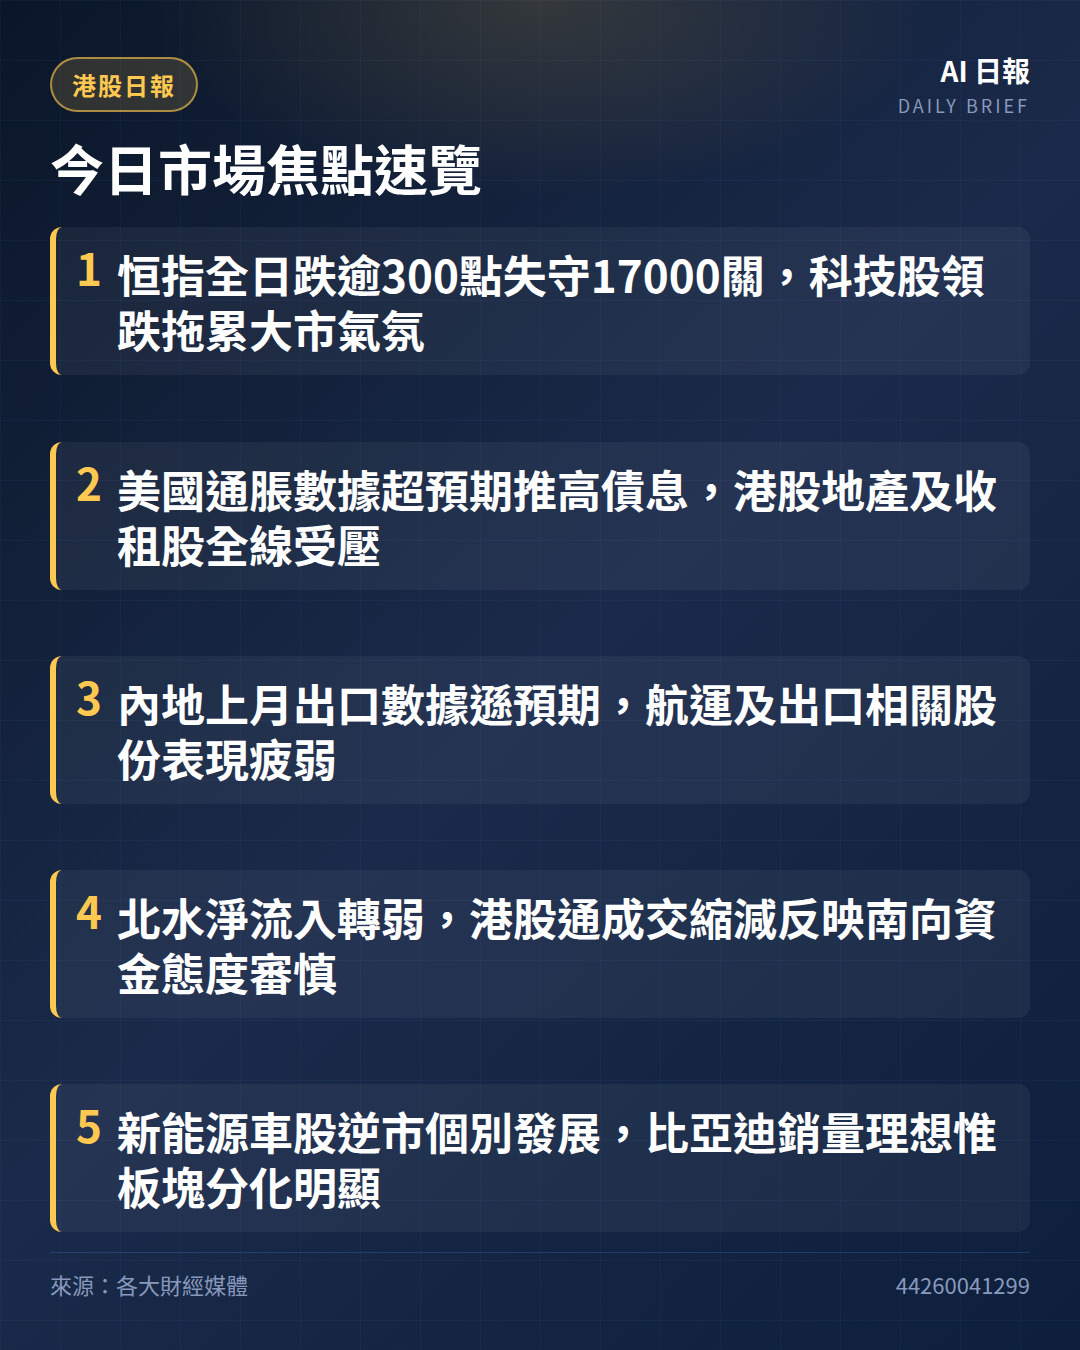 港股日報
AI 日報
DAILY BRIEF
今日市場焦點速覽
1 恒指全日跌逾300點失守17000關，科技股領
跌拖累大市氣氛
2 美國通脹數據超預期推高債息，港股地產及收
租股全線受壓
3 內地上月出口數據遜預期，航運及出口相關股
份表現疲弱
4 北水淨流入轉弱，港股通成交縮減反映南向資
金態度審慎
5 新能源車股逆市個別發展，比亞迪銷量理想惟
板塊分化明顯
來源：各大財經媒體
44260041299